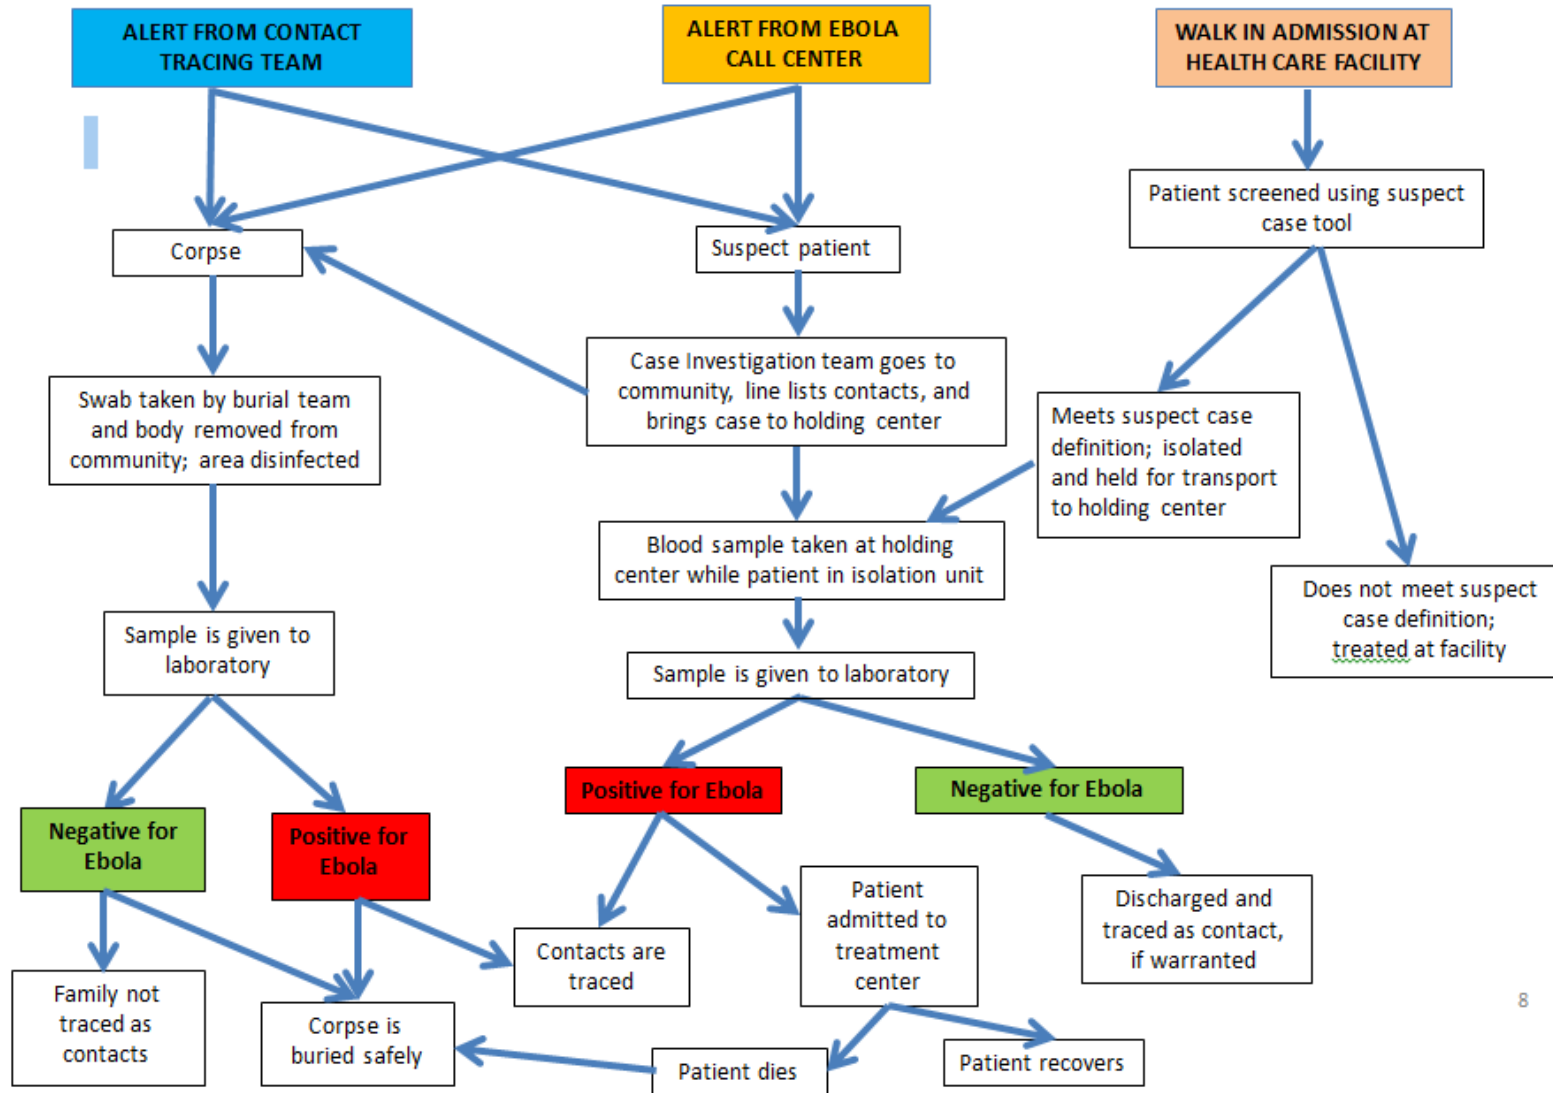 ALERT FROM CONTACT
TRACING TEAM
ALERT FROM EBOLA
CALL CENTER
WALK IN ADMISSION AT
HEALTH CARE FACILITY
Patient screened using suspect
case tool
Corpse
Suspect patient
Case Investigation team goes to
community, line lists contacts, and
brings case to holding center
Swab taken by burial team
and body removed from
community; area disinfected
Meets suspect case
definition; isolated
and held for transport
to holding center
Blood sample taken at holding
center while patient in isolation unit
Does not meet suspect
case definition;
treated at facility
Sample is given to
laboratory
Sample is given to laboratory
Positive for Ebola
Negative for Ebola
Negative for
Ebola
Positive for
Ebola
Patient
admitted to
treatment
center
Discharged and
traced as contact,
if warranted
Contacts are
traced
Family not
traced as
contacts
Corpse is
buried safely
Patient dies
Patient recovers
8